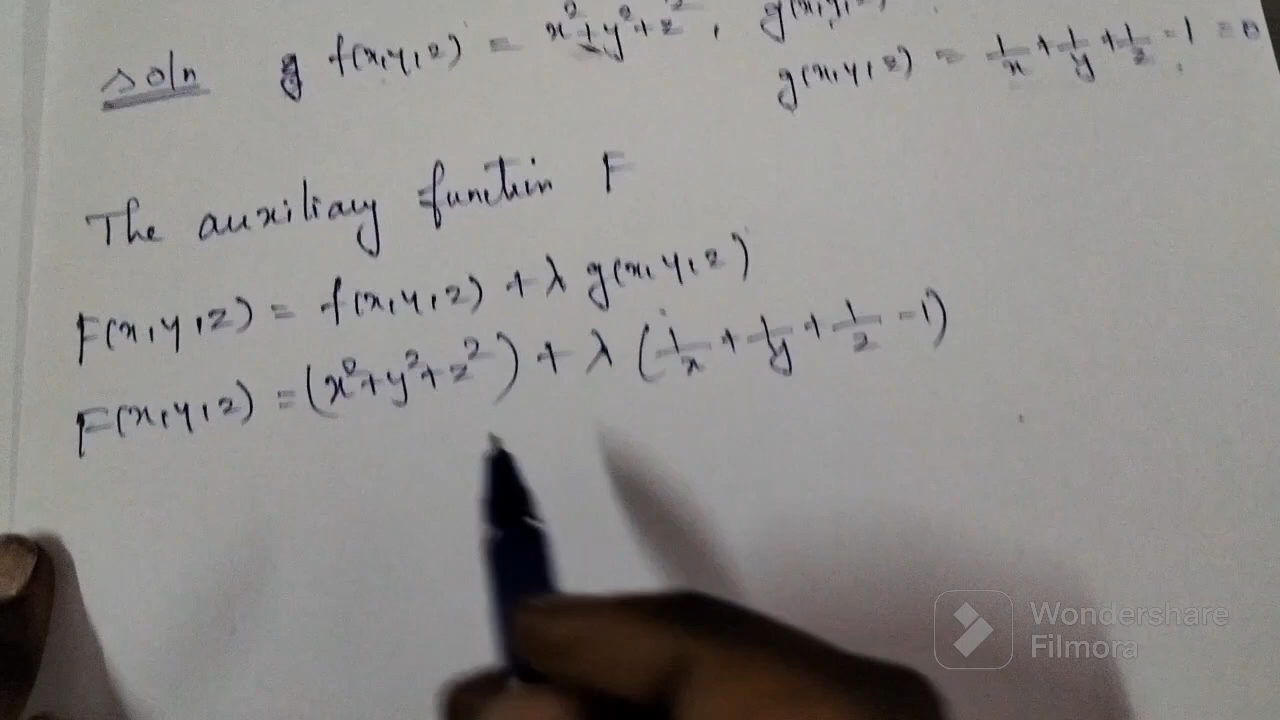 soln f(x,y,z) = x²+y²+z², g(x,y,z)
g(x,y,z) = 1/x + 1/y + 1/z - 1 = 0
The auxiliary function F
F(x,y,z) = f(x,y,z) + λ g(x,y,z)
F(x,y,z) = (x²+y²+z²) + λ (1/x + 1/y + 1/z - 1)
Wondershare
Filmora